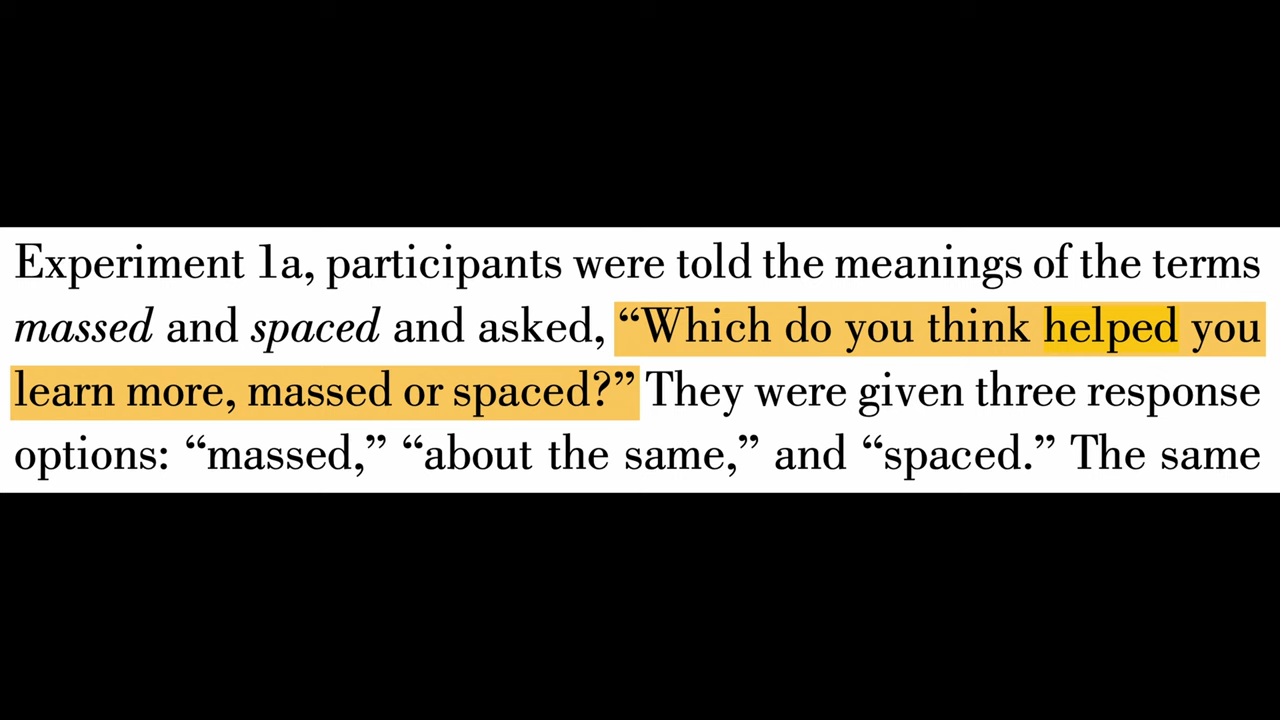 Experiment 1a, participants were told the meanings of the terms
massed and spaced and asked, “Which do you think helped you
learn more, massed or spaced?” They were given three response
options: “massed,” “about the same,” and “spaced.” The same